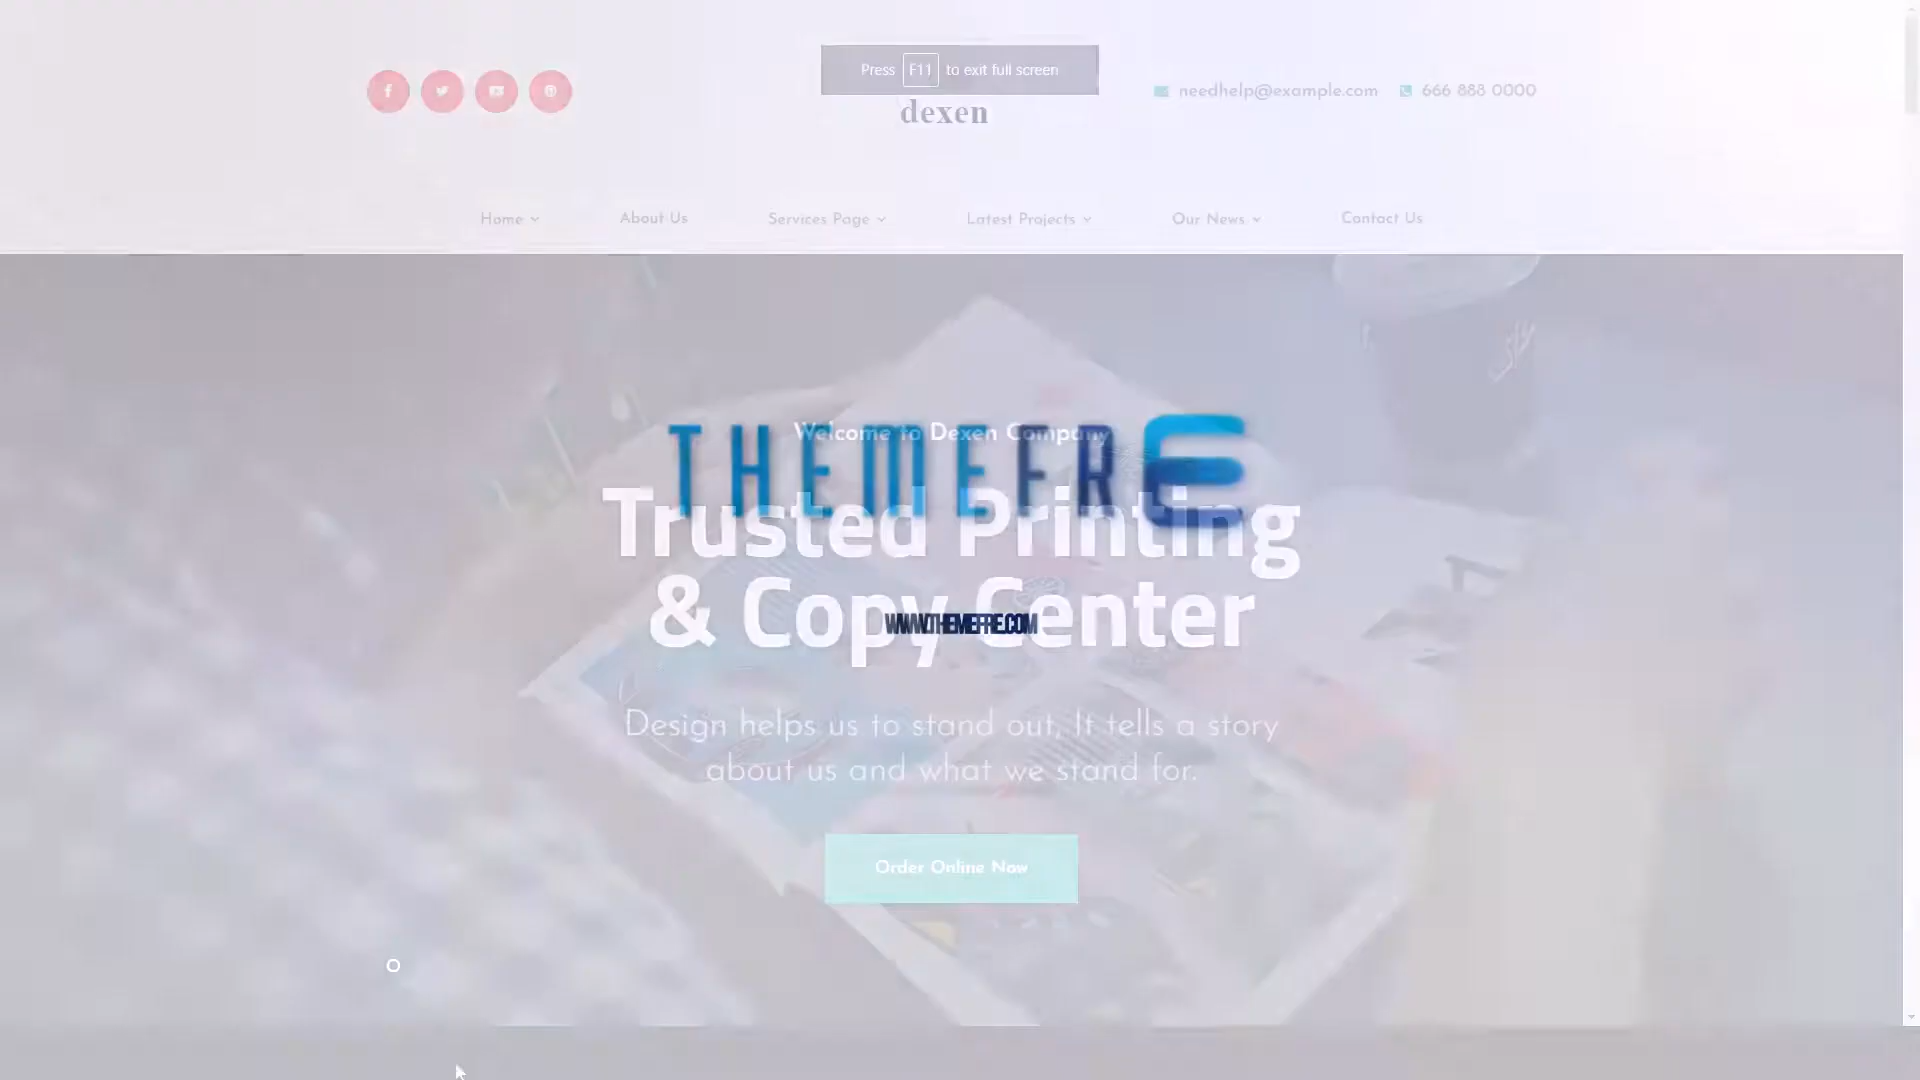 Press F11 to exit full screen
dexen
needhelp@example.com
666 888 0000
Home
About Us
Services Page
Latest Projects
Our News
Contact Us
THEMEFRE
Welcome to Dexen Company
Trusted Printing
& Copy Center
WWW.THEMEFRE.COM
Design helps us to stand out, It tells a story
about us and what we stand for.
Order Online Now